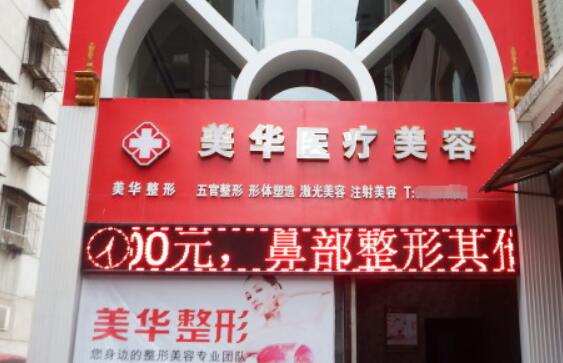 美华医疗美容
美华整形 五官整形 形体塑造 激光美容 注射美容 T:
00元，鼻部整形其他
美华整形
您身边的整形美容专业团队